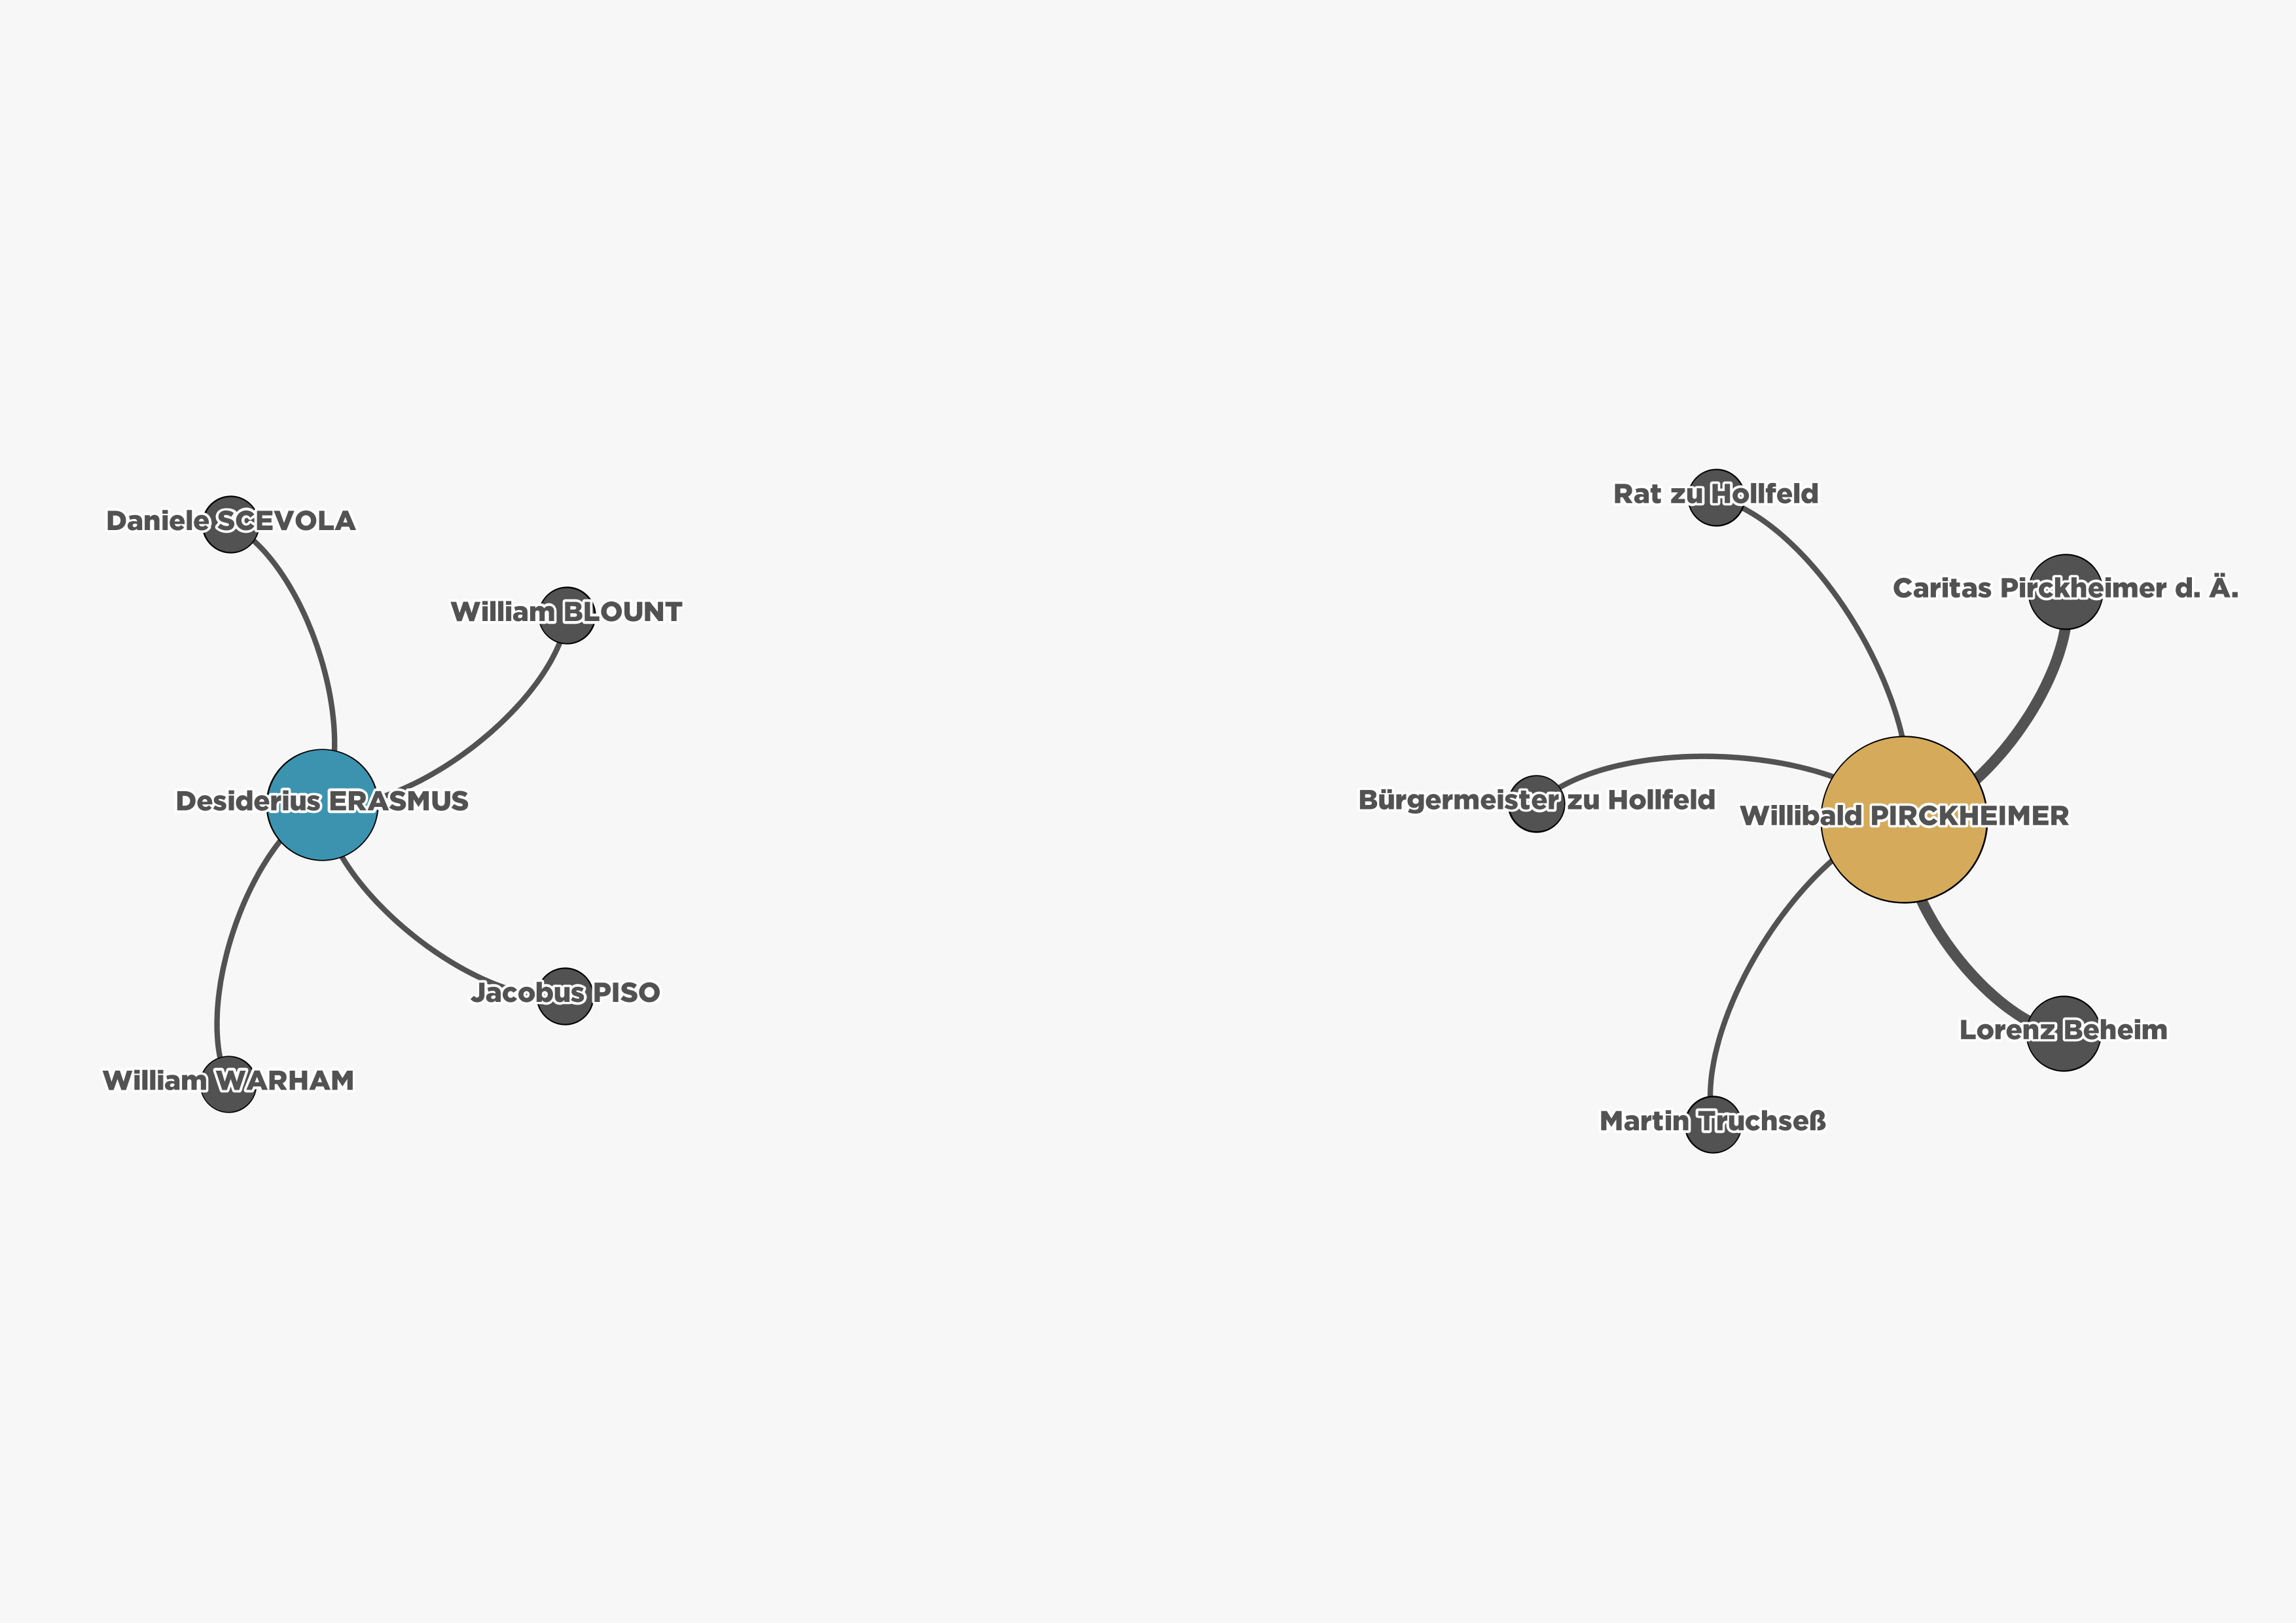 Daniele SCEVOLA
William BLOUNT
Desiderius ERASMUS
Jacobus PISO
William WARHAM
Rat zu Hollfeld
Caritas Pirckheimer d. Ä.
Bürgermeister zu Hollfeld
Willibald PIRCKHEIMER
Lorenz Beheim
Martin Truchseß